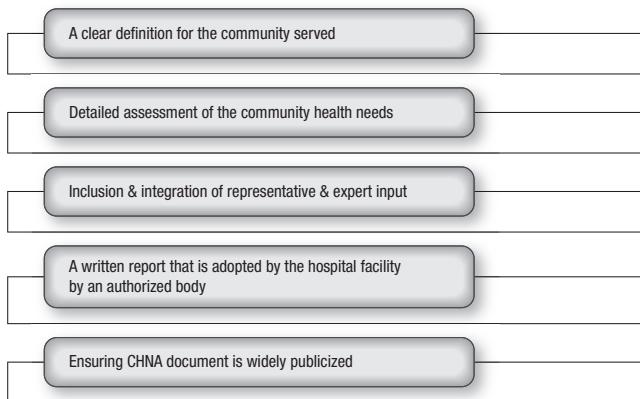 A clear definition for the community served
Detailed assessment of the community health needs
Inclusion & integration of representative & expert input
A written report that is adopted by the hospital facility
by an authorized body
Ensuring CHNA document is widely publicized